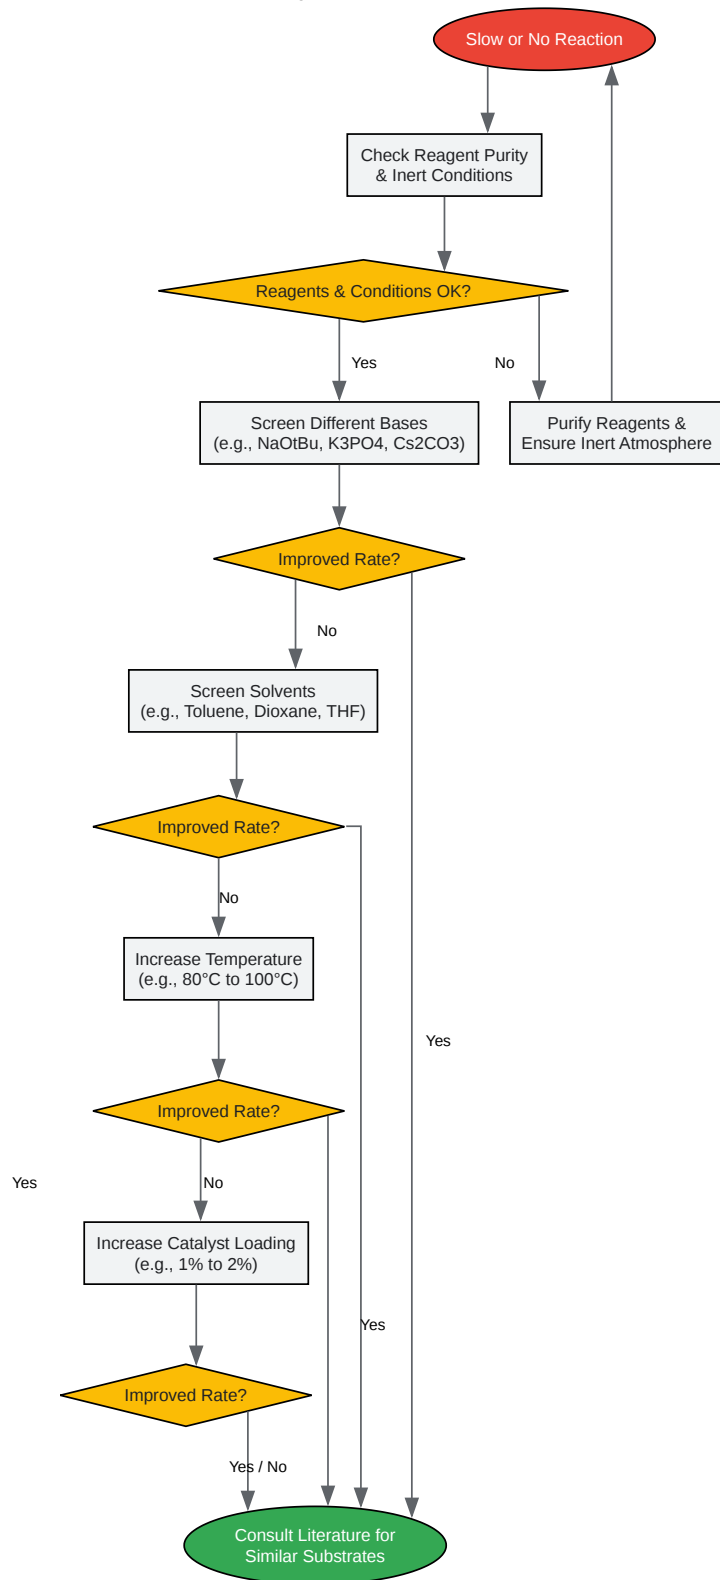 Slow or No Reaction
Check Reagent Purity
& Inert Conditions
Reagents & Conditions OK?
Yes
No
Screen Different Bases
(e.g., NaOtBu, K3PO4, Cs2CO3)
Purify Reagents &
Ensure Inert Atmosphere
Improved Rate?
No
Screen Solvents
(e.g., Toluene, Dioxane, THF)
Improved Rate?
No
Increase Temperature
(e.g., 80°C to 100°C)
Yes
Improved Rate?
Yes
No
Increase Catalyst Loading
(e.g., 1% to 2%)
Yes
Improved Rate?
Yes / No
Consult Literature for
Similar Substrates